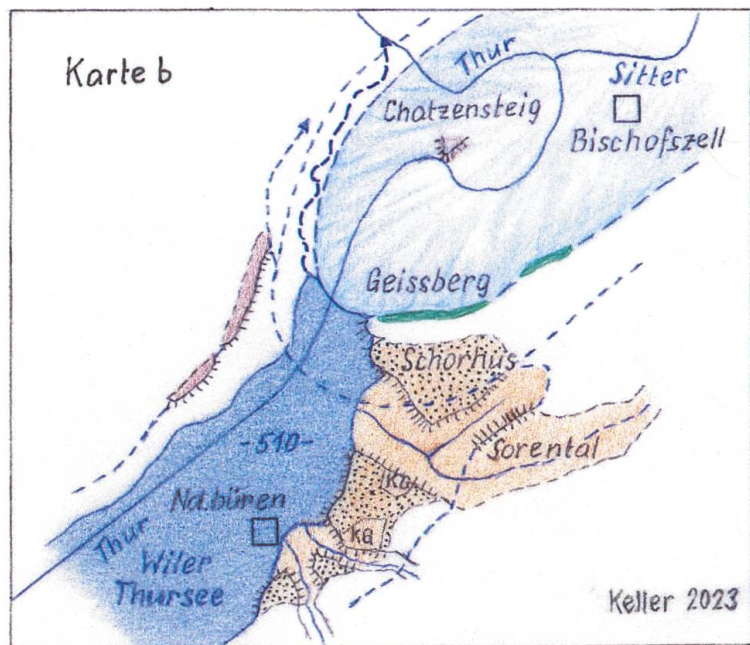 Karte b
Thur
Sitter
Chatzensteig
Bischofszell
Geissberg
Schorhus
-510-
Sorental
Ka
Nd.büren
ka
Thur
Wiler
Thursee
Keller 2023